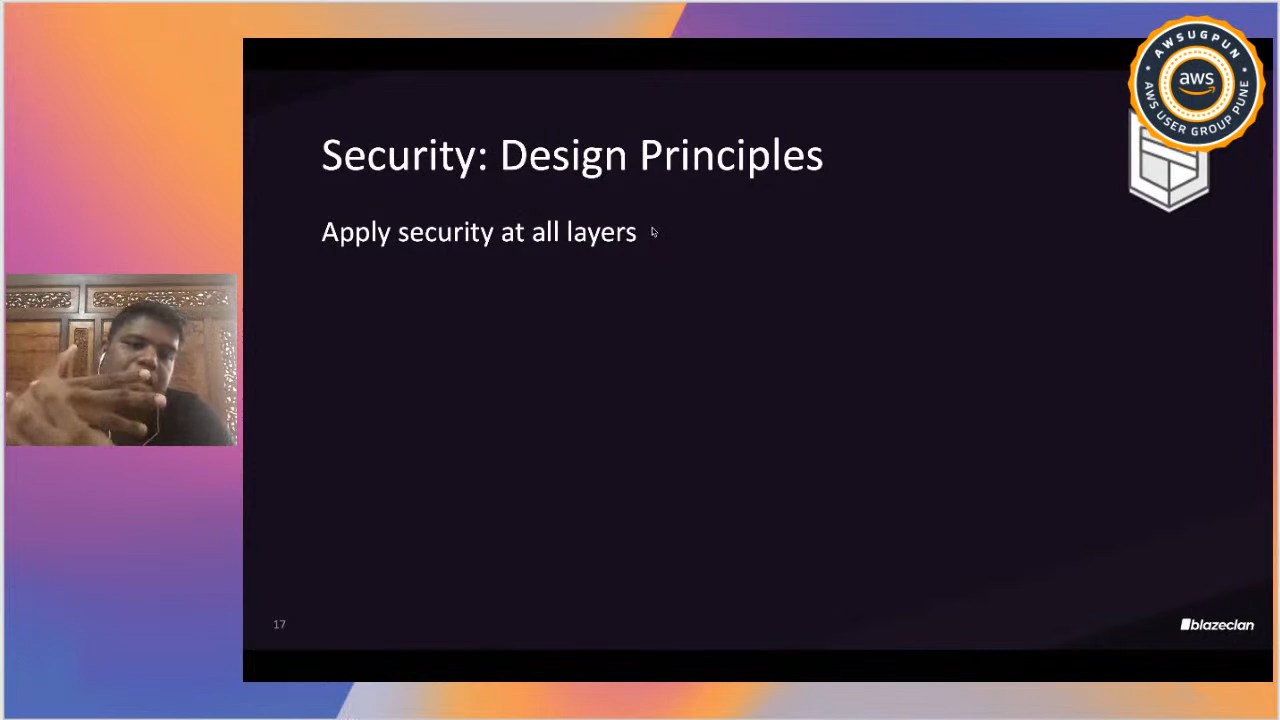 AWSUGPUN
aws
AWS USER GROUP PUNE
Security: Design Principles
Apply security at all layers
17
blazeclan